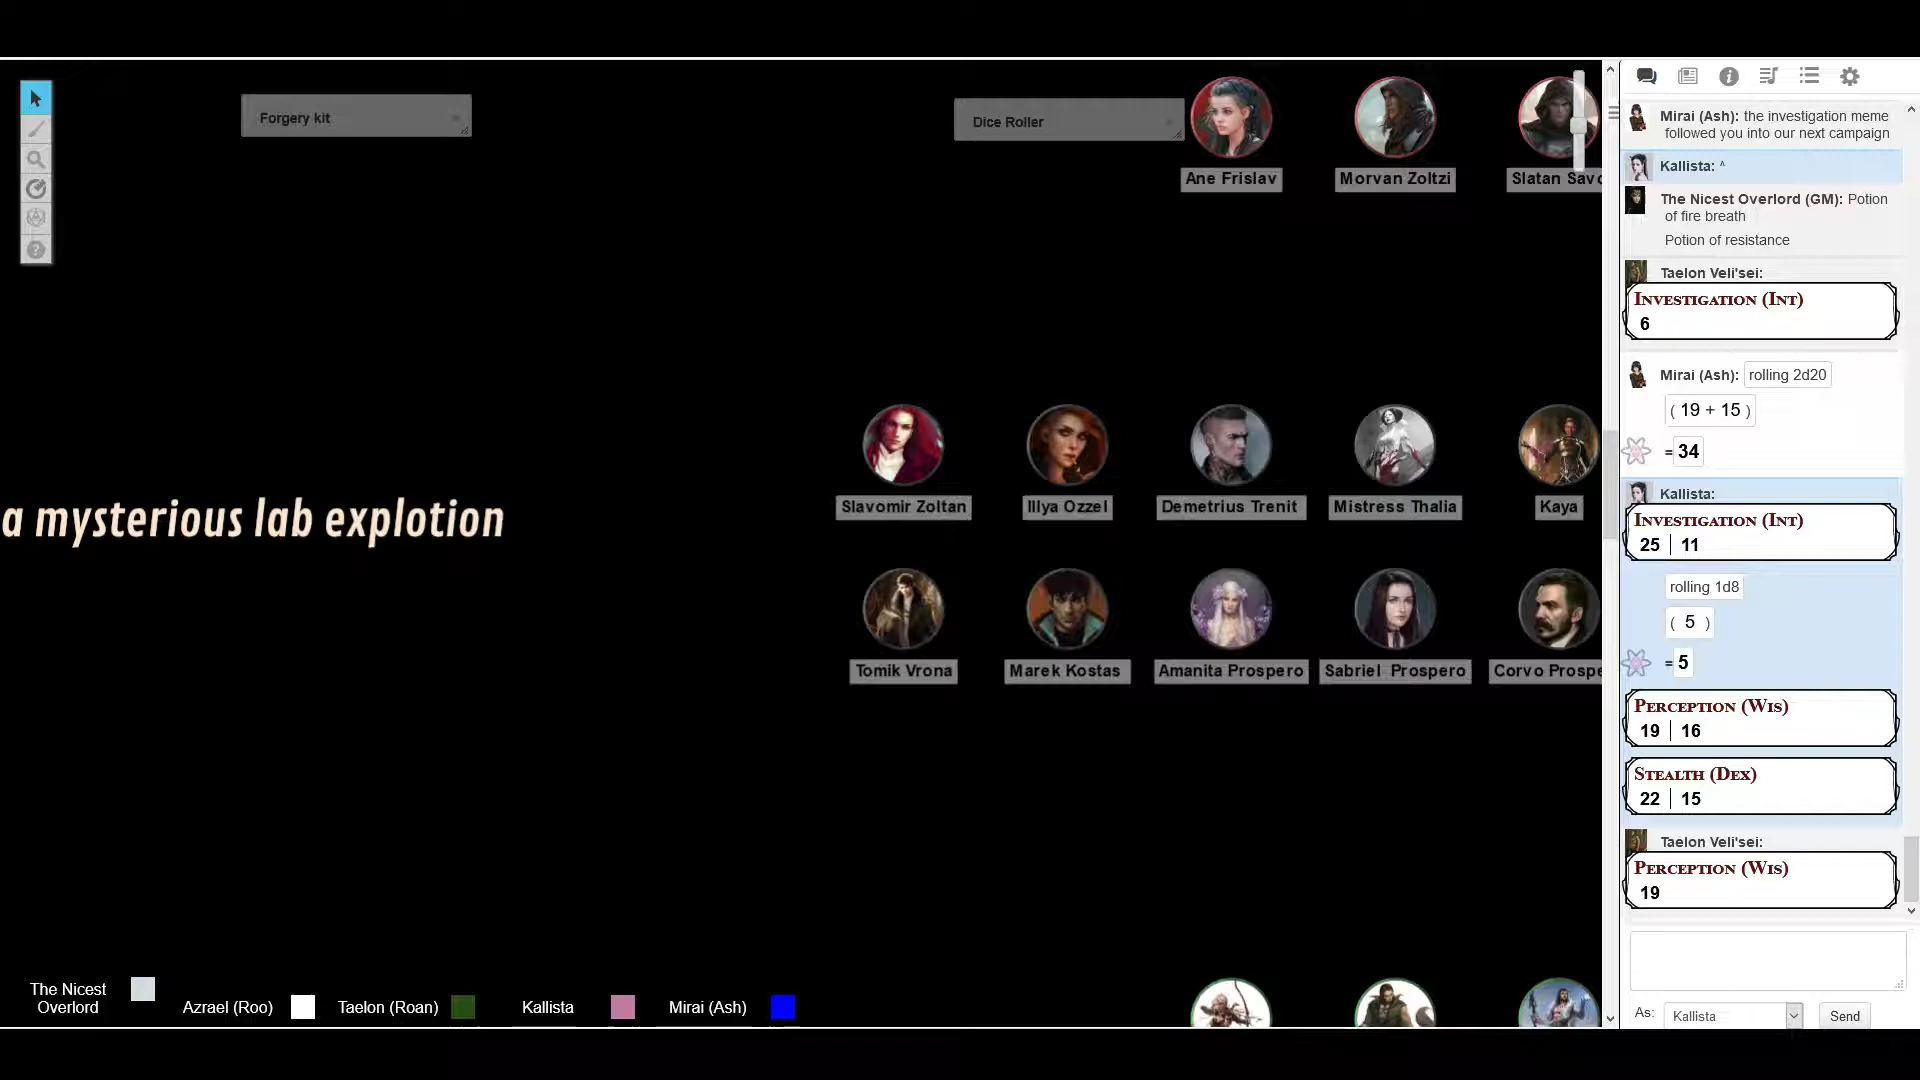 Forgery kit
Dice Roller
Ane Frislav
Morvan Zoltzi
Slatan Savo
Slavomir Zoltan
Illya Ozzel
Demetrius Trenit
Mistress Thalia
Kaya
a mysterious lab explotion
Tomik Vrona
Marek Kostas
Amanita Prospero
Sabriel Prospero
Corvo Prospe
The Nicest
Overlord
Azrael (Roo)
Taelon (Roan)
Kallista
Mirai (Ash)
Mirai (Ash): the investigation meme
followed you into our next campaign
Kallista: ^
The Nicest Overlord (GM): Potion
of fire breath
Potion of resistance
Taelon Veli'sei:
Investigation (Int)
6
Mirai (Ash): rolling 2d20
( 19 + 15 )
= 34
Kallista:
Investigation (Int)
25 | 11
rolling 1d8
( 5 )
= 5
Perception (Wis)
19 | 16
Stealth (Dex)
22 | 15
Taelon Veli'sei:
Perception (Wis)
19
As: Kallista Send